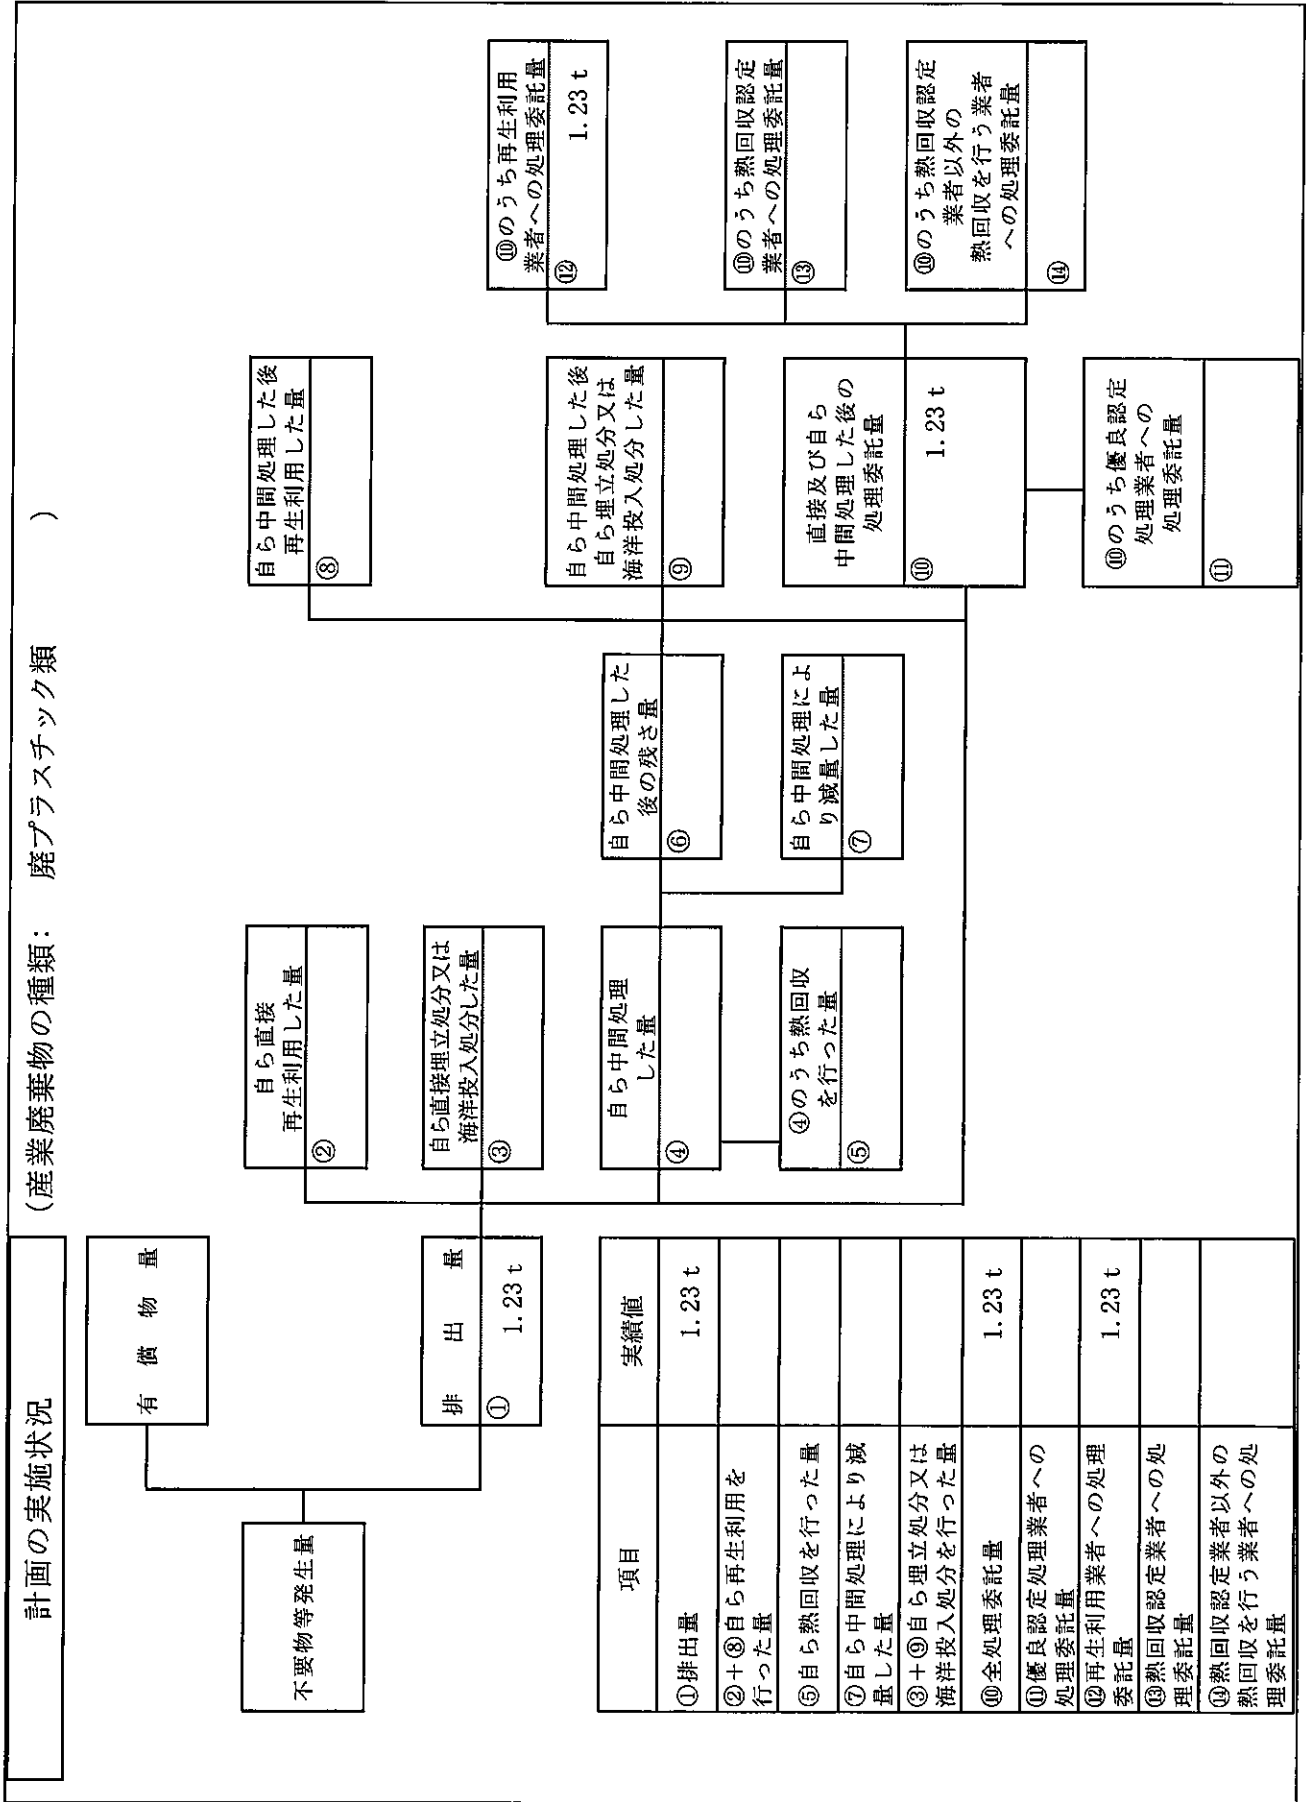 計画の実施状況
(産業廃棄物の種類: 廃プラスチック類 )
不要物等発生量
有償物量
排出量
①
1.23 t
自ら直接
再生利用した量
②
自ら直接埋立処分又は
海洋投入処分した量
③
自ら中間処理
した量
④
④のうち熱回収
を行った量
⑤
自ら中間処理した
後の残さ量
⑥
自ら中間処理によ
り減量した量
⑦
自ら中間処理した後
再生利用した量
⑧
自ら中間処理した後
自ら埋立処分又は
海洋投入処分した量
⑨
直接及び自ら
中間処理した後の
処理委託量
⑩
1.23 t
⑩のうち優良認定
処理業者への
処理委託量
⑪
⑩のうち再生利用
業者への処理委託量
⑫
1.23 t
⑩のうち熱回収認定
業者への処理委託量
⑬
⑩のうち熱回収認定
業者以外の
熱回収を行う業者
への処理委託量
⑭
項目 実績値
①排出量 1.23 t
②+⑧自ら再生利用を
行った量
⑤自ら熱回収を行った量
⑦自ら中間処理により減
量した量
③+⑨自ら埋立処分又は
海洋投入処分を行った量
⑩全処理委託量 1.23 t
⑪優良認定処理業者への
処理委託量
⑫再生利用業者への処理
委託量 1.23 t
⑬熱回収認定業者への処
理委託量
⑭熱回収認定業者以外の
熱回収を行う業者への処
理委託量